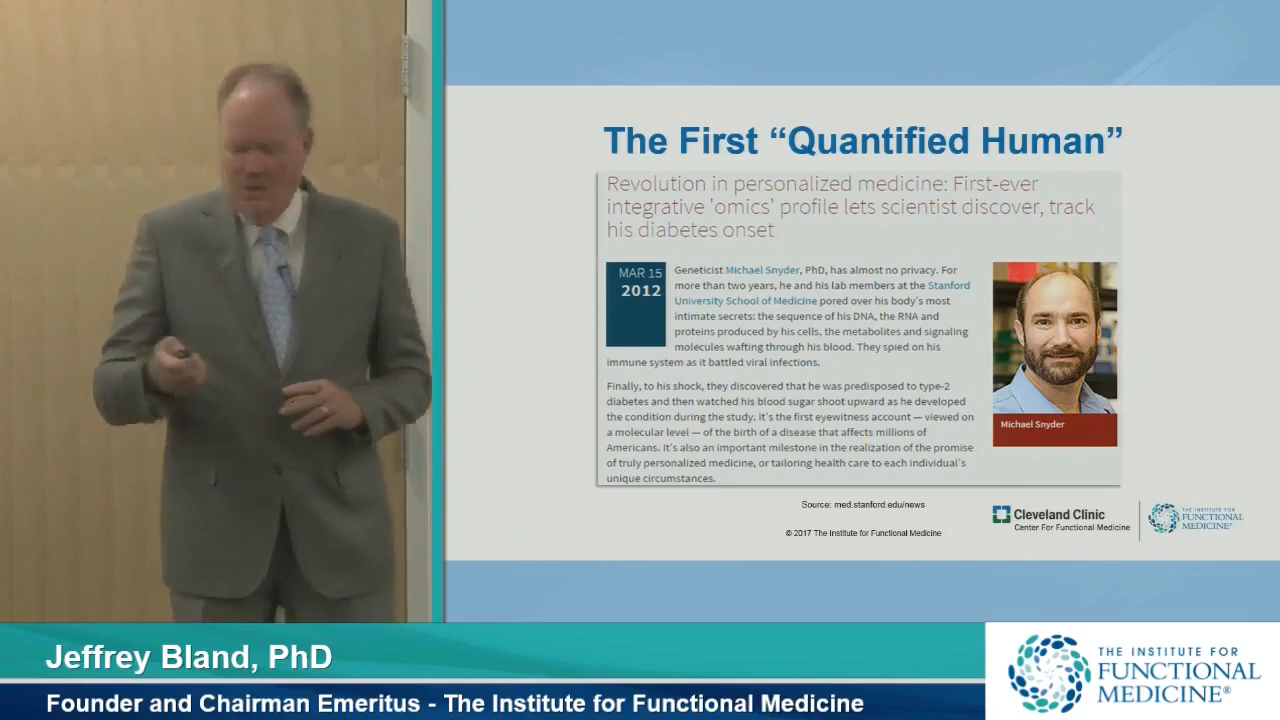 The First “Quantified Human”
Revolution in personalized medicine: First-ever
integrative 'omics' profile lets scientist discover, track
his diabetes onset
MAR 15
2012
Geneticist Michael Snyder, PhD, has almost no privacy. For
more than two years, he and his lab members at the Stanford
University School of Medicine pored over his body's most
intimate secrets: the sequence of his DNA, the RNA and
proteins produced by his cells, the metabolites and signaling
molecules wafting through his blood. They spied on his
immune system as it battled viral infections.
Finally, to his shock, they discovered that he was predisposed to type-2
diabetes and then watched his blood sugar shoot upward as he developed
the condition during the study. It's the first eyewitness account — viewed on
a molecular level — of the birth of a disease that affects millions of
Americans. It's also an important milestone in the realization of the promise
of truly personalized medicine, or tailoring health care to each individual's
unique circumstances.
Michael Snyder
Source: med.stanford.edu/news
© 2017 The Institute for Functional Medicine
Cleveland Clinic
Center For Functional Medicine
THE INSTITUTE FOR
FUNCTIONAL
MEDICINE®
Jeffrey Bland, PhD
Founder and Chairman Emeritus - The Institute for Functional Medicine
THE INSTITUTE FOR
FUNCTIONAL
MEDICINE®